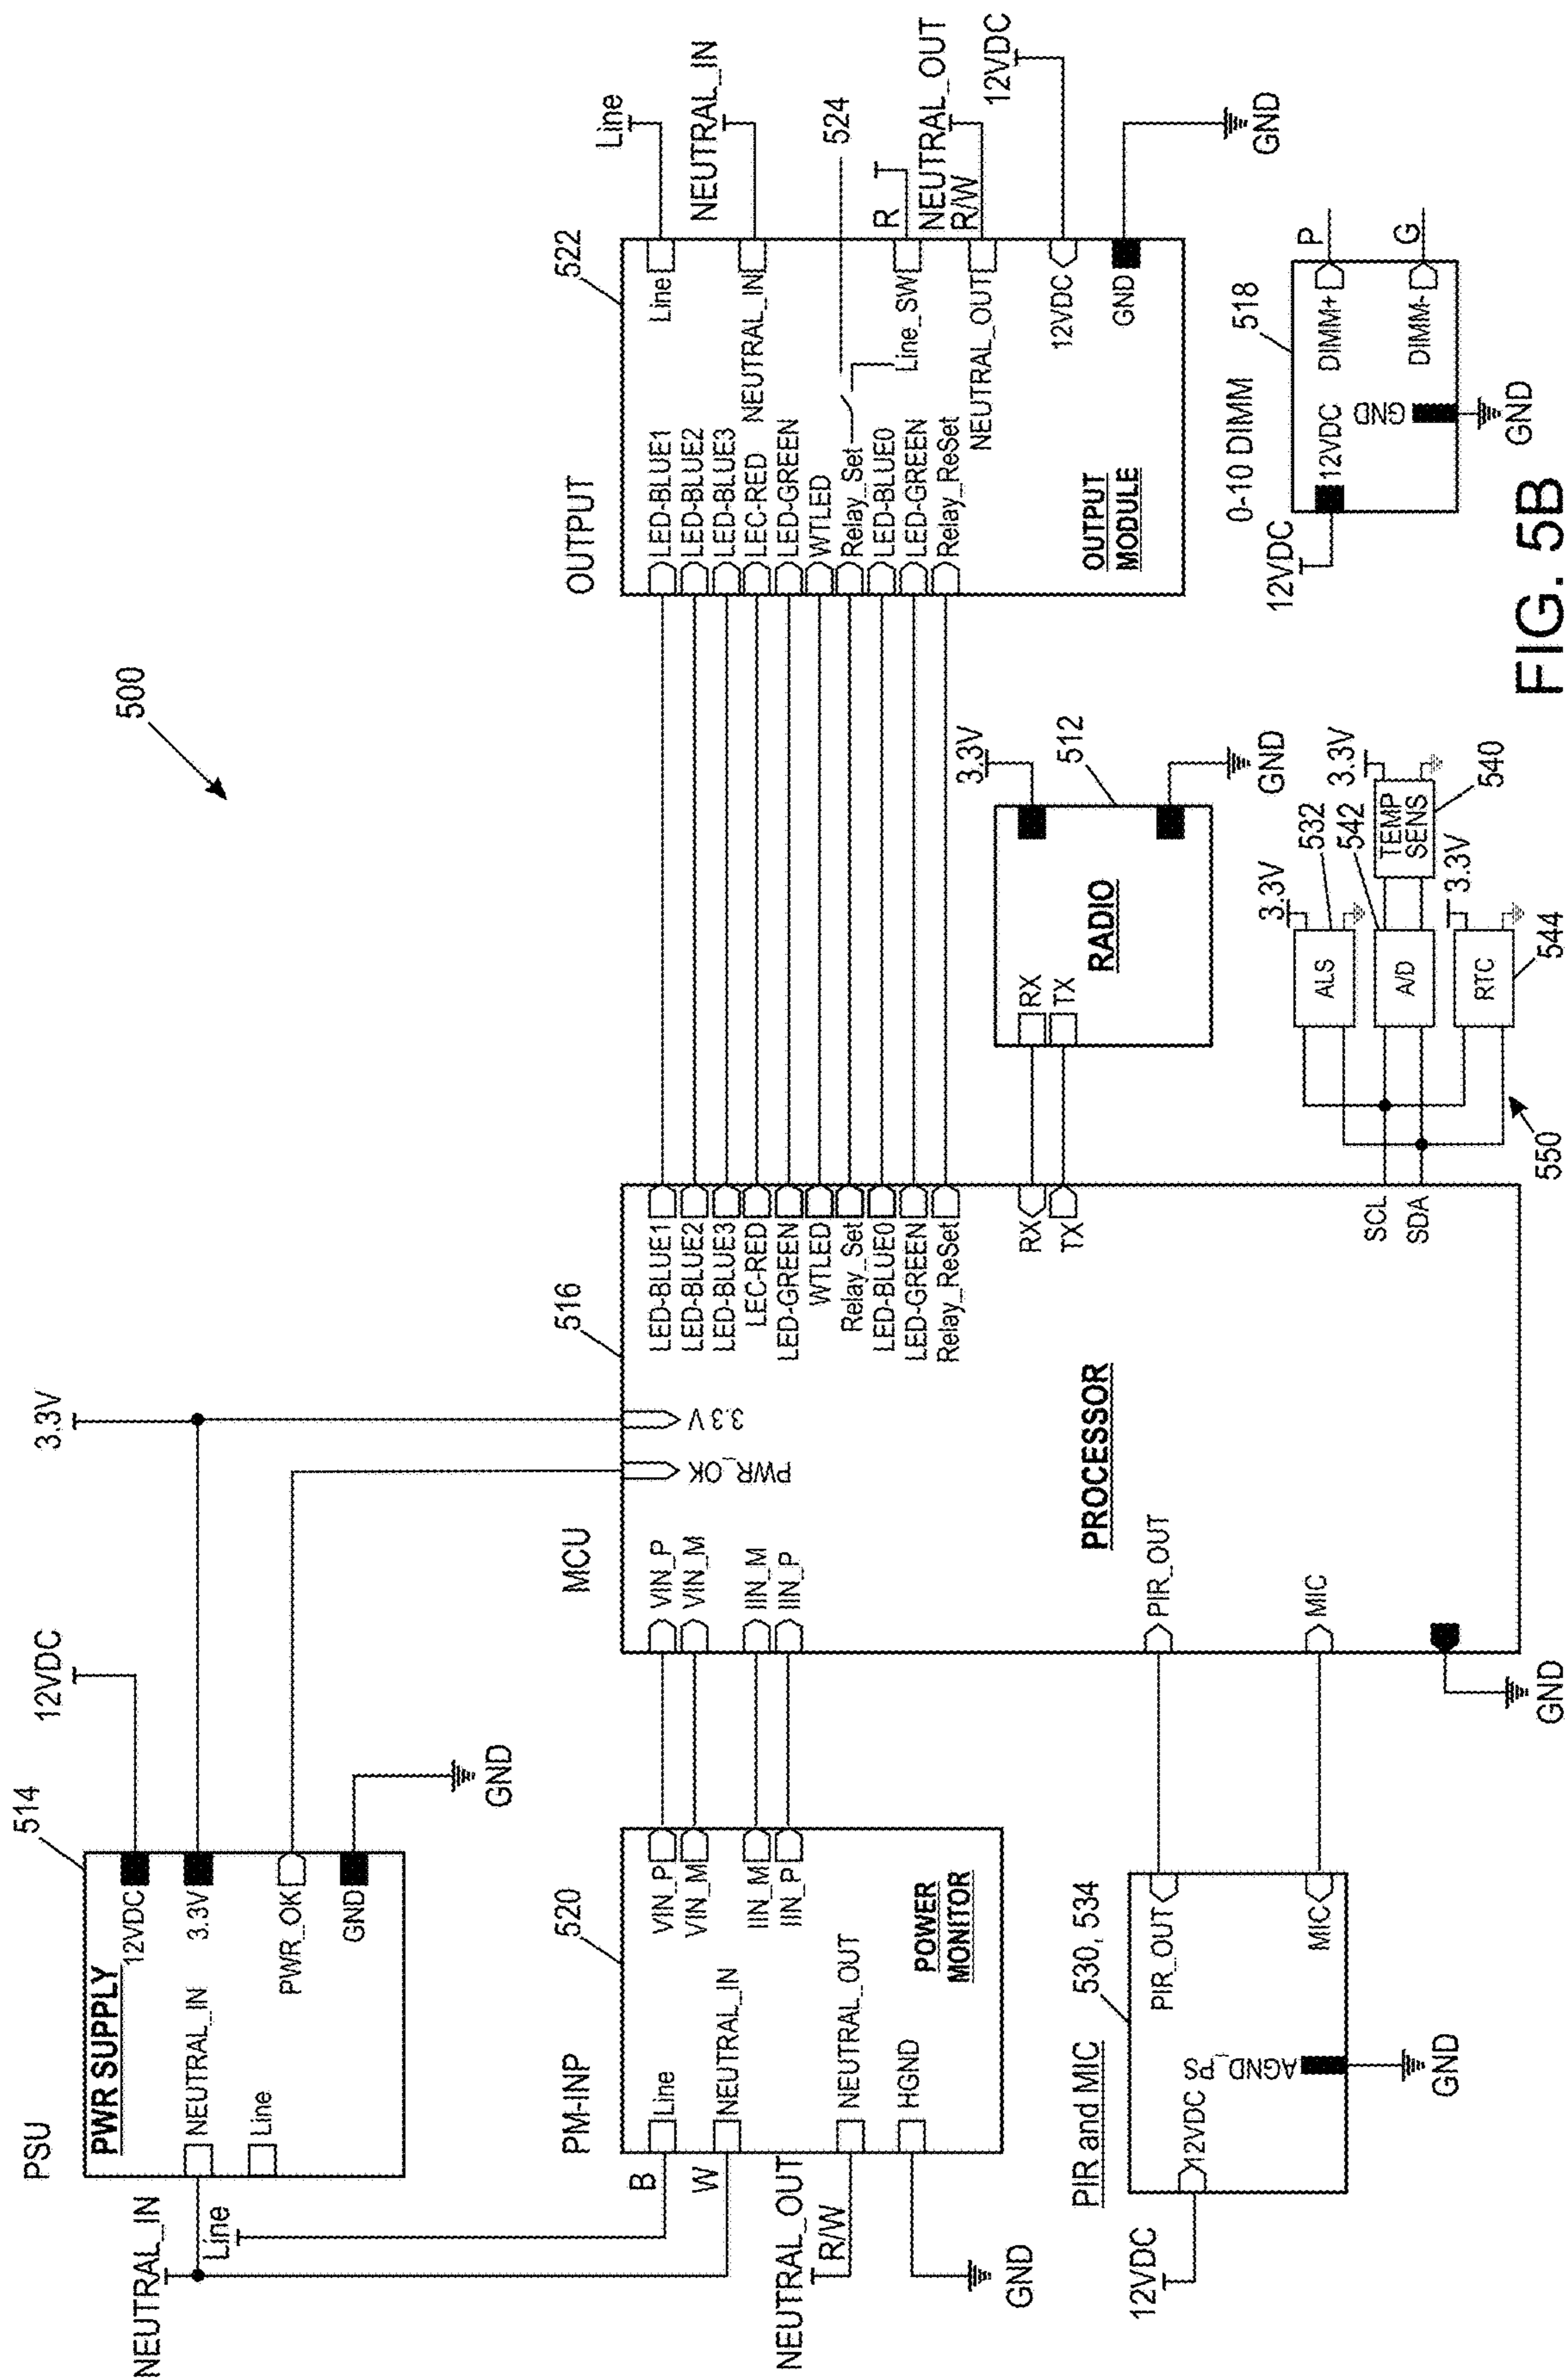 500
PSU
514
PWR SUPPLY
NEUTRAL_IN
Line
12VDC
3.3V
PWR_OK
GND
NEUTRAL_IN
Line
12VDC
3.3V
GND
PM-INP
520
B
W
Line
NEUTRAL_IN
NEUTRAL_OUT
HGND
VIN_P
VIN_M
IIN_M
IIN_P
POWER
MONITOR
NEUTRAL_OUT
R/W
GND
PIR and MIC
530, 534
12VDC
12VDC
AGND_PS
PIR_OUT
MIC
GND
MCU
516
VIN_P
VIN_M
IIN_M
IIN_P
PWR_OK
3.3 V
PIR_OUT
MIC
PROCESSOR
GND
LED-BLUE1
LED-BLUE2
LED-BLUE3
LEC-RED
LED-GREEN
WTLED
Relay_Set
LED-BLUE0
LED-GREEN
Relay_ReSet
RX
TX
SCL
SDA
OUTPUT
522
LED-BLUE1
LED-BLUE2
LED-BLUE3
LEC-RED
LED-GREEN
WTLED
Relay_Set
LED-BLUE0
LED-GREEN
Relay_ReSet
Line
NEUTRAL_IN
Line_SW
NEUTRAL_OUT
12VDC
GND
OUTPUT
MODULE
Line
NEUTRAL_IN
524
R
NEUTRAL_OUT
R/W
12VDC
GND
RX
TX
RADIO
3.3V
512
GND
ALS
A/D
RTC
TEMP
SENS
3.3V
532
542
3.3V
540
3.3V
544
550
0-10 DIMM
518
12VDC
12VDC
GND
DIMM+
DIMM-
P
G
GND
FIG. 5B